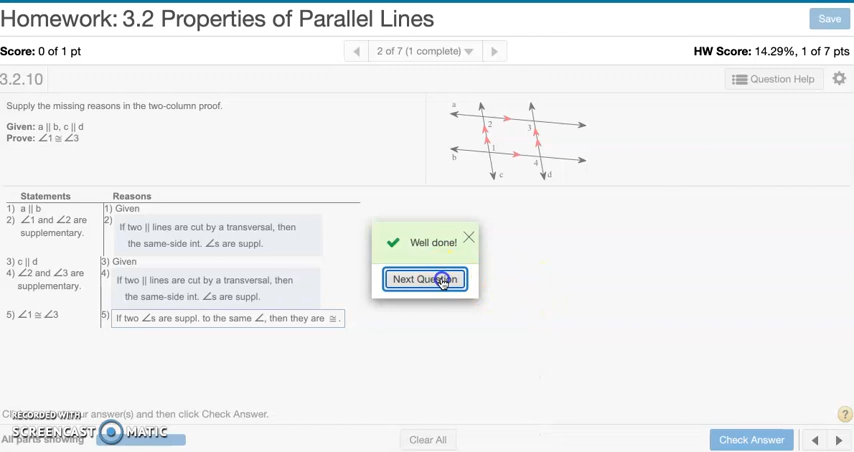 Homework: 3.2 Properties of Parallel Lines
Save
Score: 0 of 1 pt
2 of 7 (1 complete)
HW Score: 14.29%, 1 of 7 pts
3.2.10
Question Help
Supply the missing reasons in the two-column proof.
Given: a || b, c || d
Prove: ∠1 ≅ ∠3
a
2
3
b
1
4
c
d
Statements Reasons
1) a || b 1) Given
2) ∠1 and ∠2 are 2) If two || lines are cut by a transversal, then
supplementary. the same-side int. ∠s are suppl.
3) c || d 3) Given
4) ∠2 and ∠3 are 4) If two || lines are cut by a transversal, then
supplementary. the same-side int. ∠s are suppl.
5) ∠1 ≅ ∠3 5) If two ∠s are suppl. to the same ∠, then they are ≅.
Well done!
Next Question
your answer(s) and then click Check Answer.
?
RECORDED WITH
SCREENCAST MATIC
All parts showing
Clear All
Check Answer